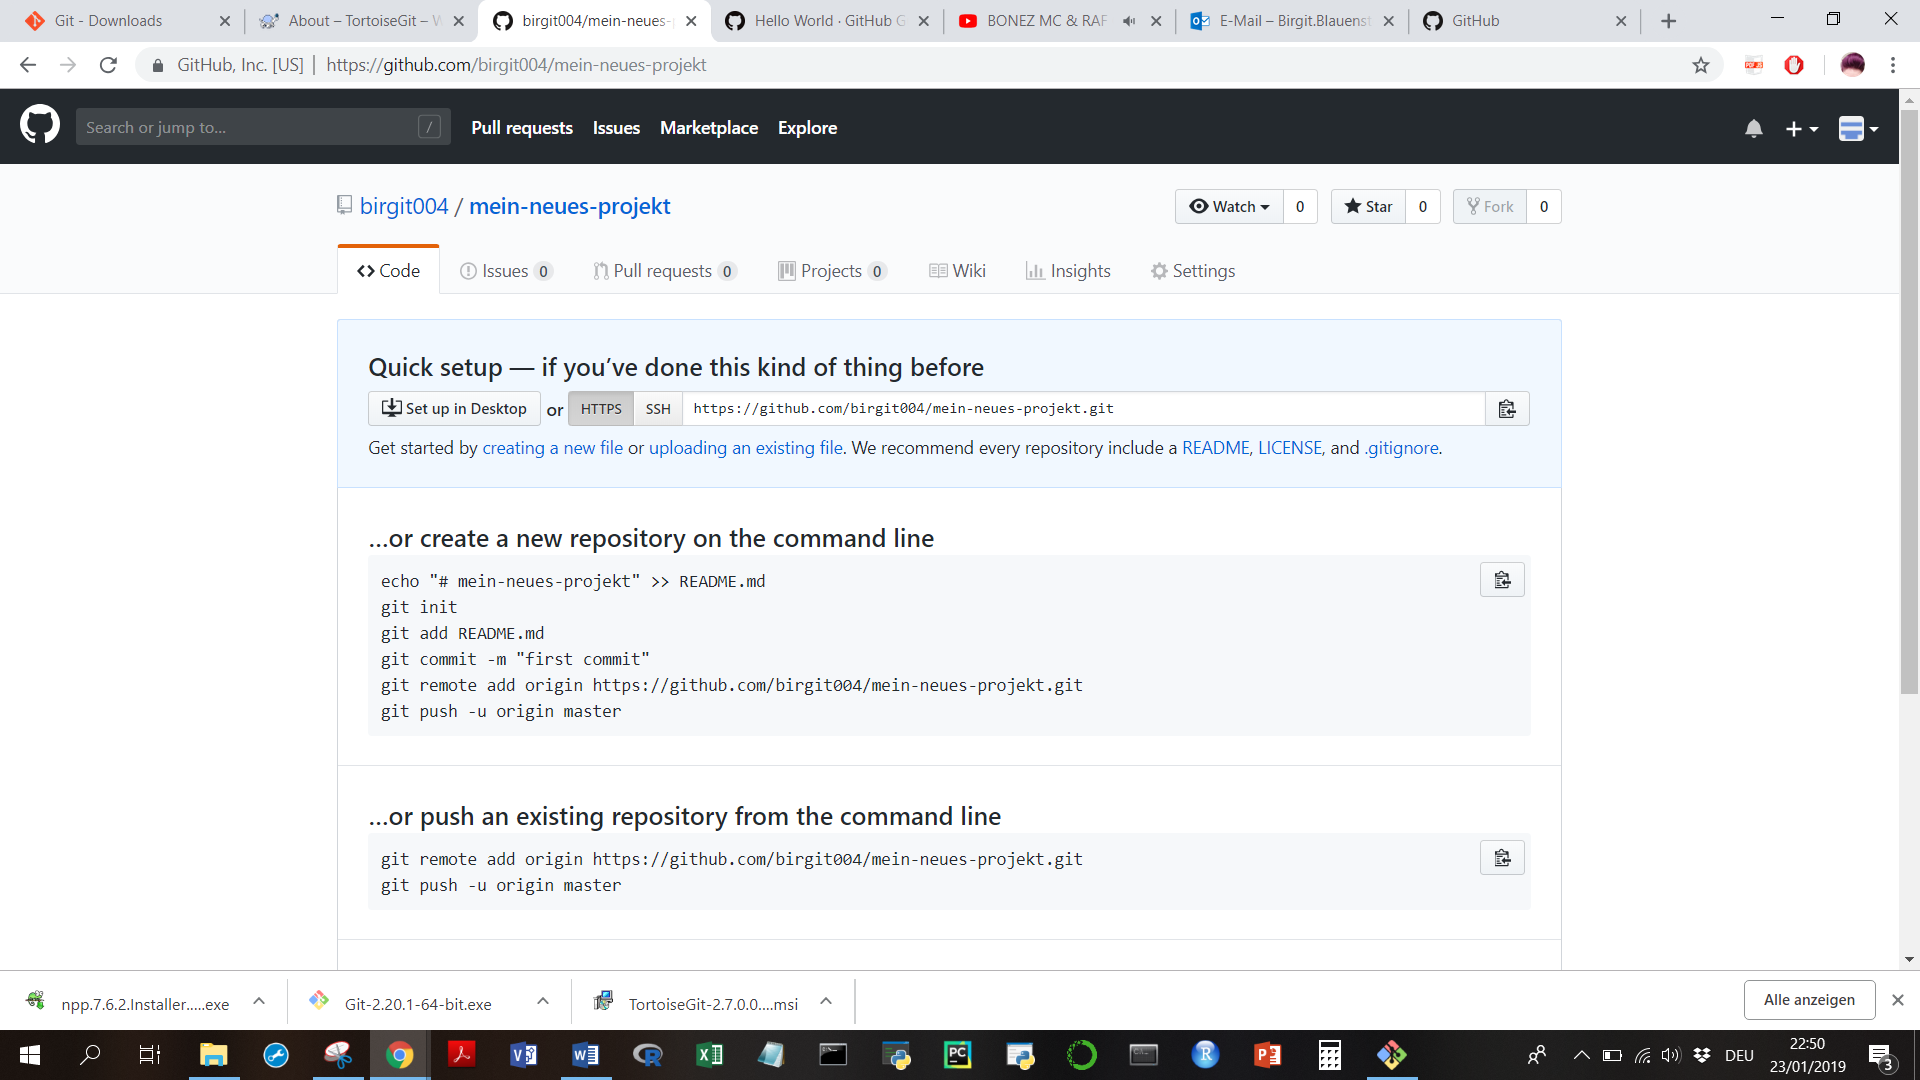 Git - Downloads
About – TortoiseGit – W
birgit004/mein-neues-
Hello World · GitHub G
BONEZ MC & RAF
E-Mail – Birgit.Blauenst
GitHub
GitHub, Inc. [US] | https://github.com/birgit004/mein-neues-projekt
Search or jump to...
/
Pull requests
Issues
Marketplace
Explore
birgit004 / mein-neues-projekt
Watch 0
Star 0
Fork 0
Code
Issues 0
Pull requests 0
Projects 0
Wiki
Insights
Settings
Quick setup — if you’ve done this kind of thing before
Set up in Desktop or HTTPS SSH https://github.com/birgit004/mein-neues-projekt.git
Get started by creating a new file or uploading an existing file. We recommend every repository include a README, LICENSE, and .gitignore.
…or create a new repository on the command line
echo "# mein-neues-projekt" >> README.md
git init
git add README.md
git commit -m "first commit"
git remote add origin https://github.com/birgit004/mein-neues-projekt.git
git push -u origin master
…or push an existing repository from the command line
git remote add origin https://github.com/birgit004/mein-neues-projekt.git
git push -u origin master
npp.7.6.2.Installer.....exe
Git-2.20.1-64-bit.exe
TortoiseGit-2.7.0.0....msi
Alle anzeigen
DEU
22:50
23/01/2019
3